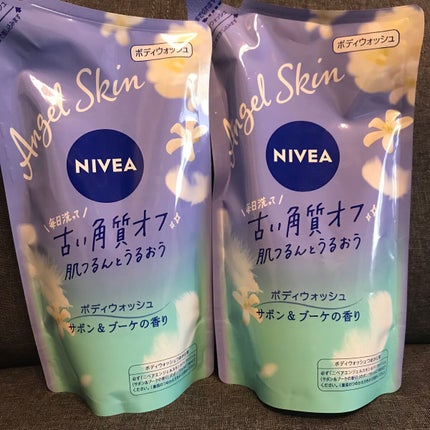 ボディウォッシュ
Angel Skin
NIVEA
毎日洗って
古い角質オフ
肌つるんとうるおう
ボディウォッシュ
サボン&ブーケの香り
ボディウォッシュ
Angel Skin
NIVEA
毎日洗って
古い角質オフ
肌つるんとうるおう
ボディウォッシュ
サボン&ブーケの香り